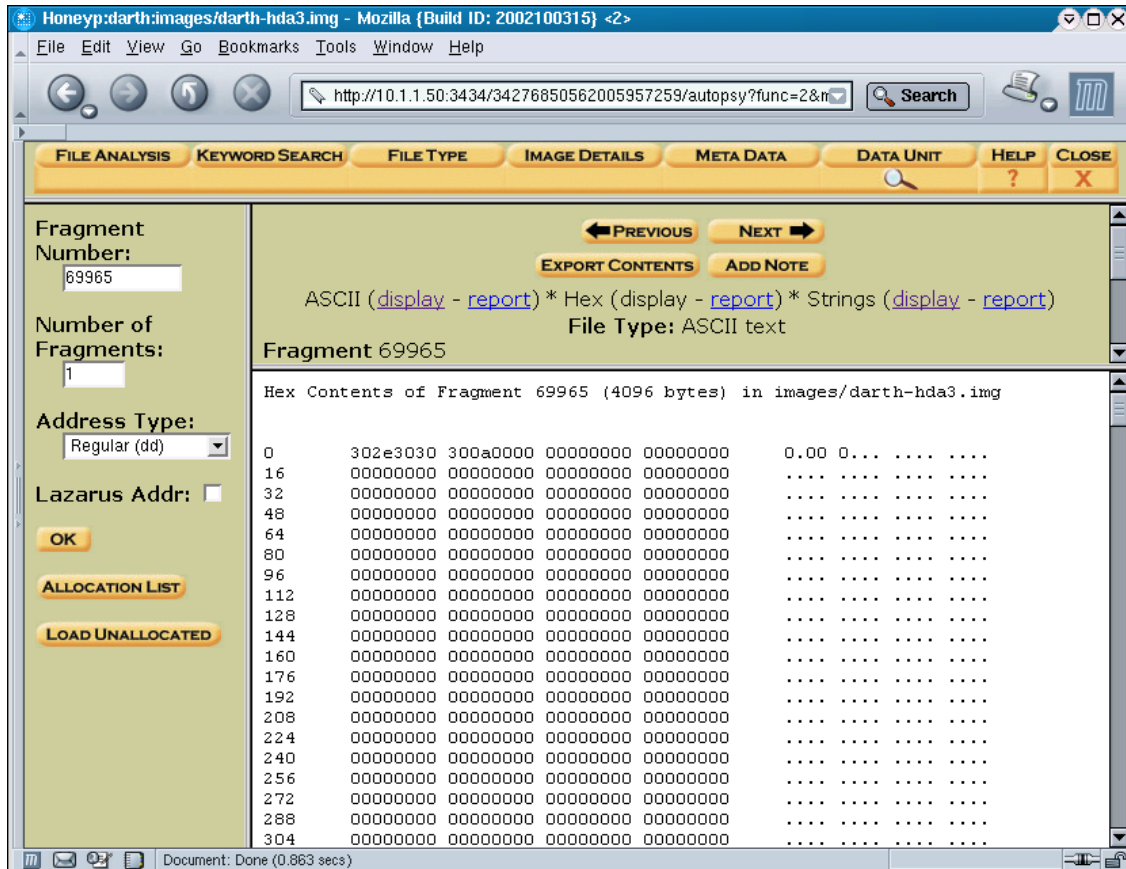 Honeyp:darth:images/darth-hda3.img - Mozilla {Build ID: 2002100315} <2>
File Edit View Go Bookmarks Tools Window Help
http://10.1.1.50:3434/34276850562005957259/autopsy?func=2&m Search
FILE ANALYSIS KEYWORD SEARCH FILE TYPE IMAGE DETAILS META DATA DATA UNIT HELP CLOSE
? X
Fragment
Number:
69965
Number of
Fragments:
1
Address Type:
Regular (dd)
Lazarus Addr:
OK
ALLOCATION LIST
LOAD UNALLOCATED
PREVIOUS NEXT
EXPORT CONTENTS ADD NOTE
ASCII (display - report) * Hex (display - report) * Strings (display - report)
File Type: ASCII text
Fragment 69965
Hex Contents of Fragment 69965 (4096 bytes) in images/darth-hda3.img
0 302e3030 300a0000 00000000 00000000 0.00 0... .... ....
16 00000000 00000000 00000000 00000000 .... .... .... ....
32 00000000 00000000 00000000 00000000 .... .... .... ....
48 00000000 00000000 00000000 00000000 .... .... .... ....
64 00000000 00000000 00000000 00000000 .... .... .... ....
80 00000000 00000000 00000000 00000000 .... .... .... ....
96 00000000 00000000 00000000 00000000 .... .... .... ....
112 00000000 00000000 00000000 00000000 .... .... .... ....
128 00000000 00000000 00000000 00000000 .... .... .... ....
144 00000000 00000000 00000000 00000000 .... .... .... ....
160 00000000 00000000 00000000 00000000 .... .... .... ....
176 00000000 00000000 00000000 00000000 .... .... .... ....
192 00000000 00000000 00000000 00000000 .... .... .... ....
208 00000000 00000000 00000000 00000000 .... .... .... ....
224 00000000 00000000 00000000 00000000 .... .... .... ....
240 00000000 00000000 00000000 00000000 .... .... .... ....
256 00000000 00000000 00000000 00000000 .... .... .... ....
272 00000000 00000000 00000000 00000000 .... .... .... ....
288 00000000 00000000 00000000 00000000 .... .... .... ....
304 00000000 00000000 00000000 00000000 .... .... .... ....
Document: Done (0.863 secs)